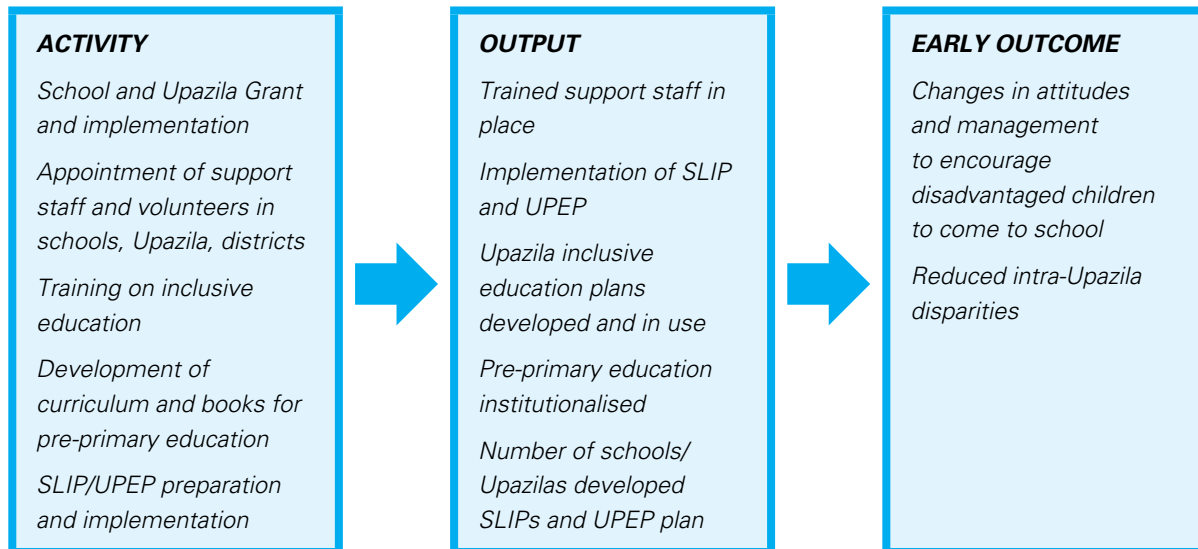 ACTIVITY
School and Upazila Grant
and implementation
Appointment of support
staff and volunteers in
schools, Upazila, districts
Training on inclusive
education
Development of
curriculum and books for
pre-primary education
SLIP/UPEP preparation
and implementation
OUTPUT
Trained support staff in
place
Implementation of SLIP
and UPEP
Upazila inclusive
education plans
developed and in use
Pre-primary education
institutionalised
Number of schools/
Upazilas developed
SLIPs and UPEP plan
EARLY OUTCOME
Changes in attitudes
and management
to encourage
disadvantaged children
to come to school
Reduced intra-Upazila
disparities